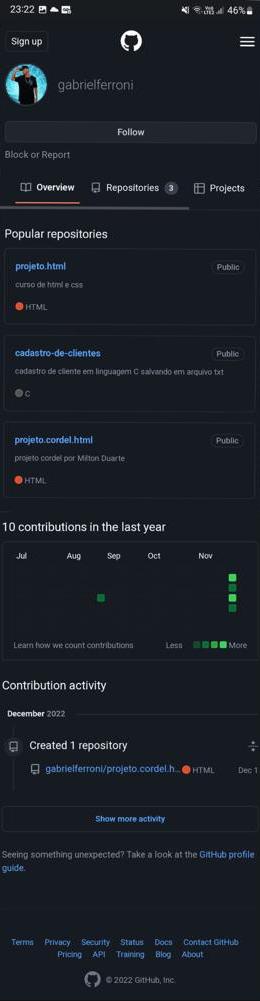 23:22 46%
Sign up
gabrielferroni
Follow
Block or Report
Overview Repositories 3 Projects
Popular repositories
projeto.html Public
curso de html e css
HTML
cadastro-de-clientes Public
cadastro de cliente em linguagem C salvando em arquivo txt
C
projeto.cordel.html Public
projeto cordel por Milton Duarte
HTML
10 contributions in the last year
Jul Aug Sep Oct Nov
Learn how we count contributions Less More
Contribution activity
December 2022
Created 1 repository
gabrielferroni/projeto.cordel.h... HTML Dec 1
Show more activity
Seeing something unexpected? Take a look at the GitHub profile
guide.
Terms Privacy Security Status Docs Contact GitHub
Pricing API Training Blog About
© 2022 GitHub, Inc.